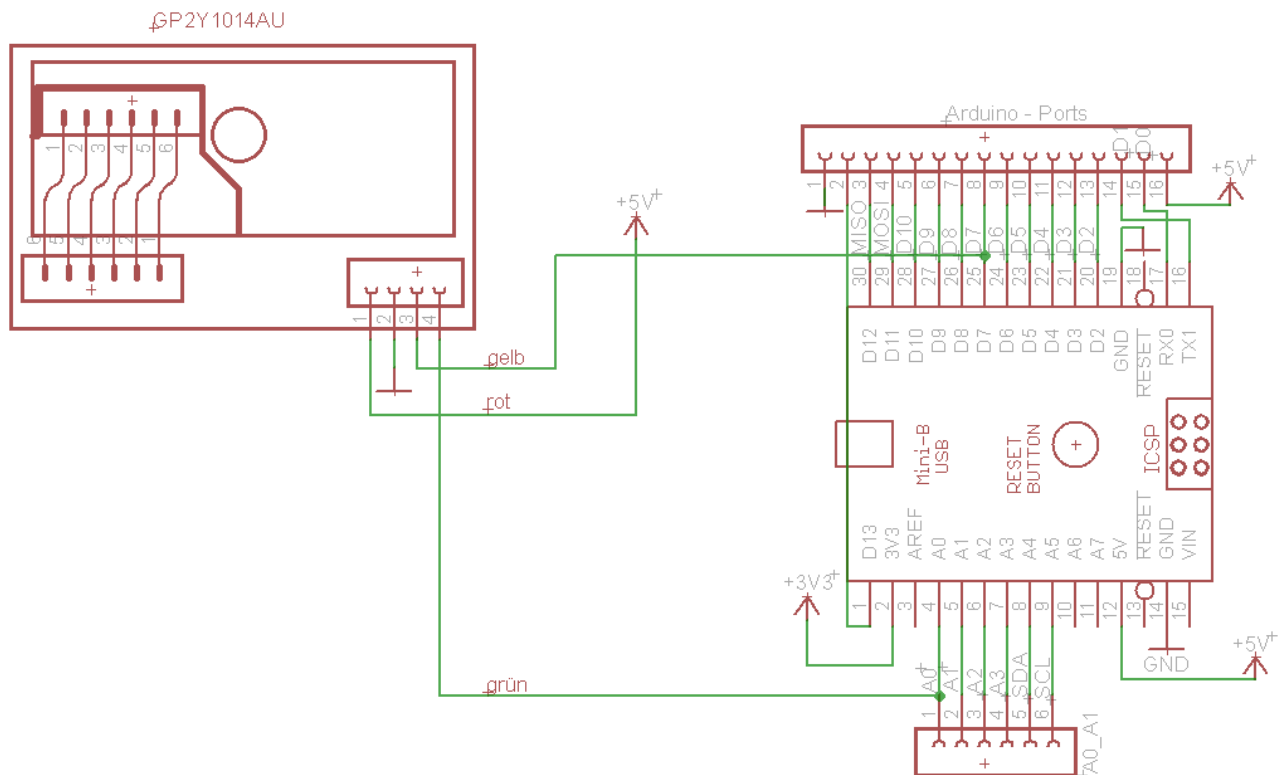 GP2Y1014AU
1 2 3 4 5 6
6 5 4 3 2 1
1 2 3 4
+5V
gelb
rot
grün
Arduino - Ports
D1 D0
1 2 3 4 5 6 7 8 9 10 11 12 13 14 15 16
+5V
MISO MOSI D10 D9 D8 D7 D6 D5 D4 D3 D2
30 29 28 27 26 25 24 23 22 21 20 19 18 17 16
D12 D11 D10 D9 D8 D7 D6 D5 D4 D3 D2 GND RESET RX0 TX1
Mini-B
USB
RESET
BUTTON
ICSP
D13 3V3 AREF A0 A1 A2 A3 A4 A5 A6 A7 5V RESET GND VIN
1 2 3 4 5 6 7 8 9 10 11 12 13 14 15
+3V3
GND
+5V
A0 A1 A2 A3 SDA SCL
1 2 3 4 5 6
A0_A1